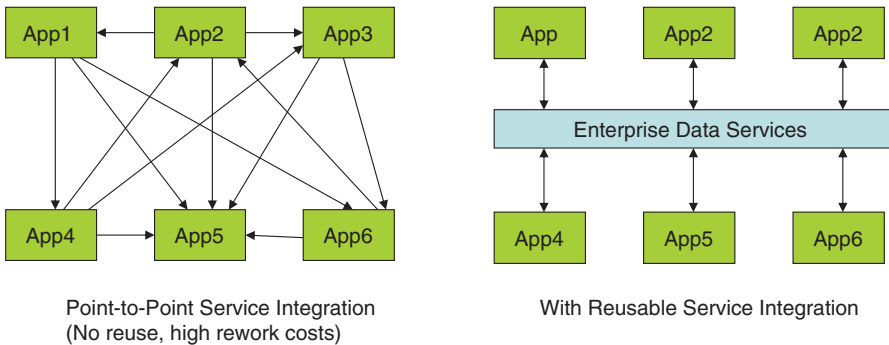 App1
App2
App3
App4
App5
App6
Point-to-Point Service Integration
(No reuse, high rework costs)
App
App2
App2
Enterprise Data Services
App4
App5
App6
With Reusable Service Integration